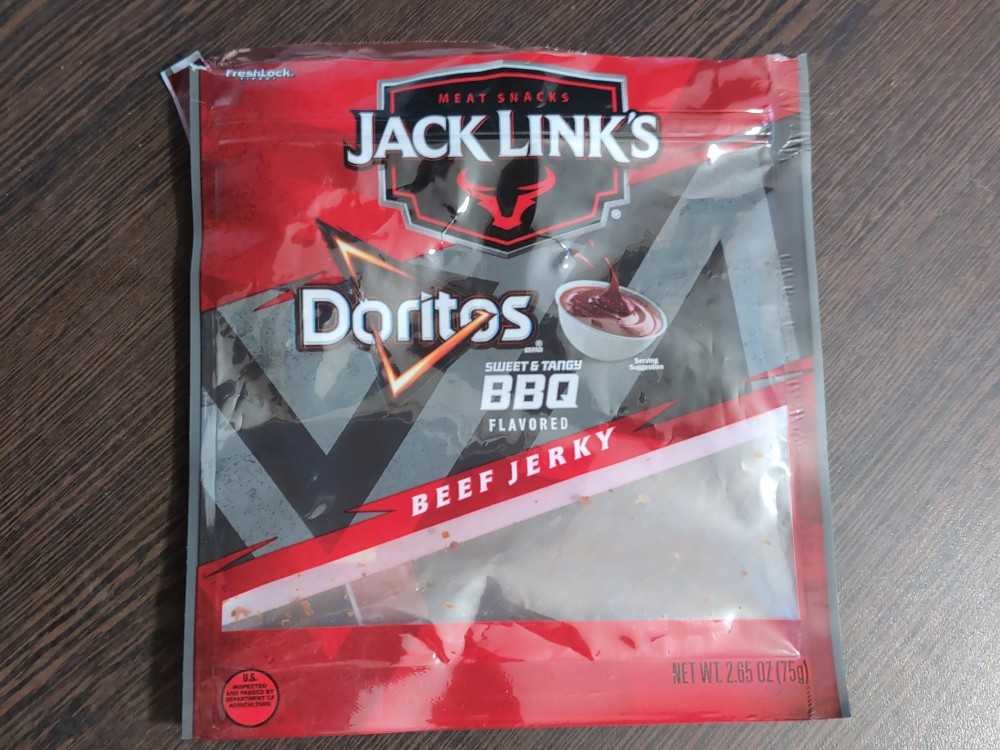 FreshLock
MEAT SNACKS
JACK LINK'S
®
Doritos
®
SWEET & TANGY
BBQ
FLAVORED
Serving
Suggestion
BEEF JERKY
NET WT. 2.65 OZ (75g)
U.S.
INSPECTED
AND PASSED BY
DEPARTMENT OF
AGRICULTURE